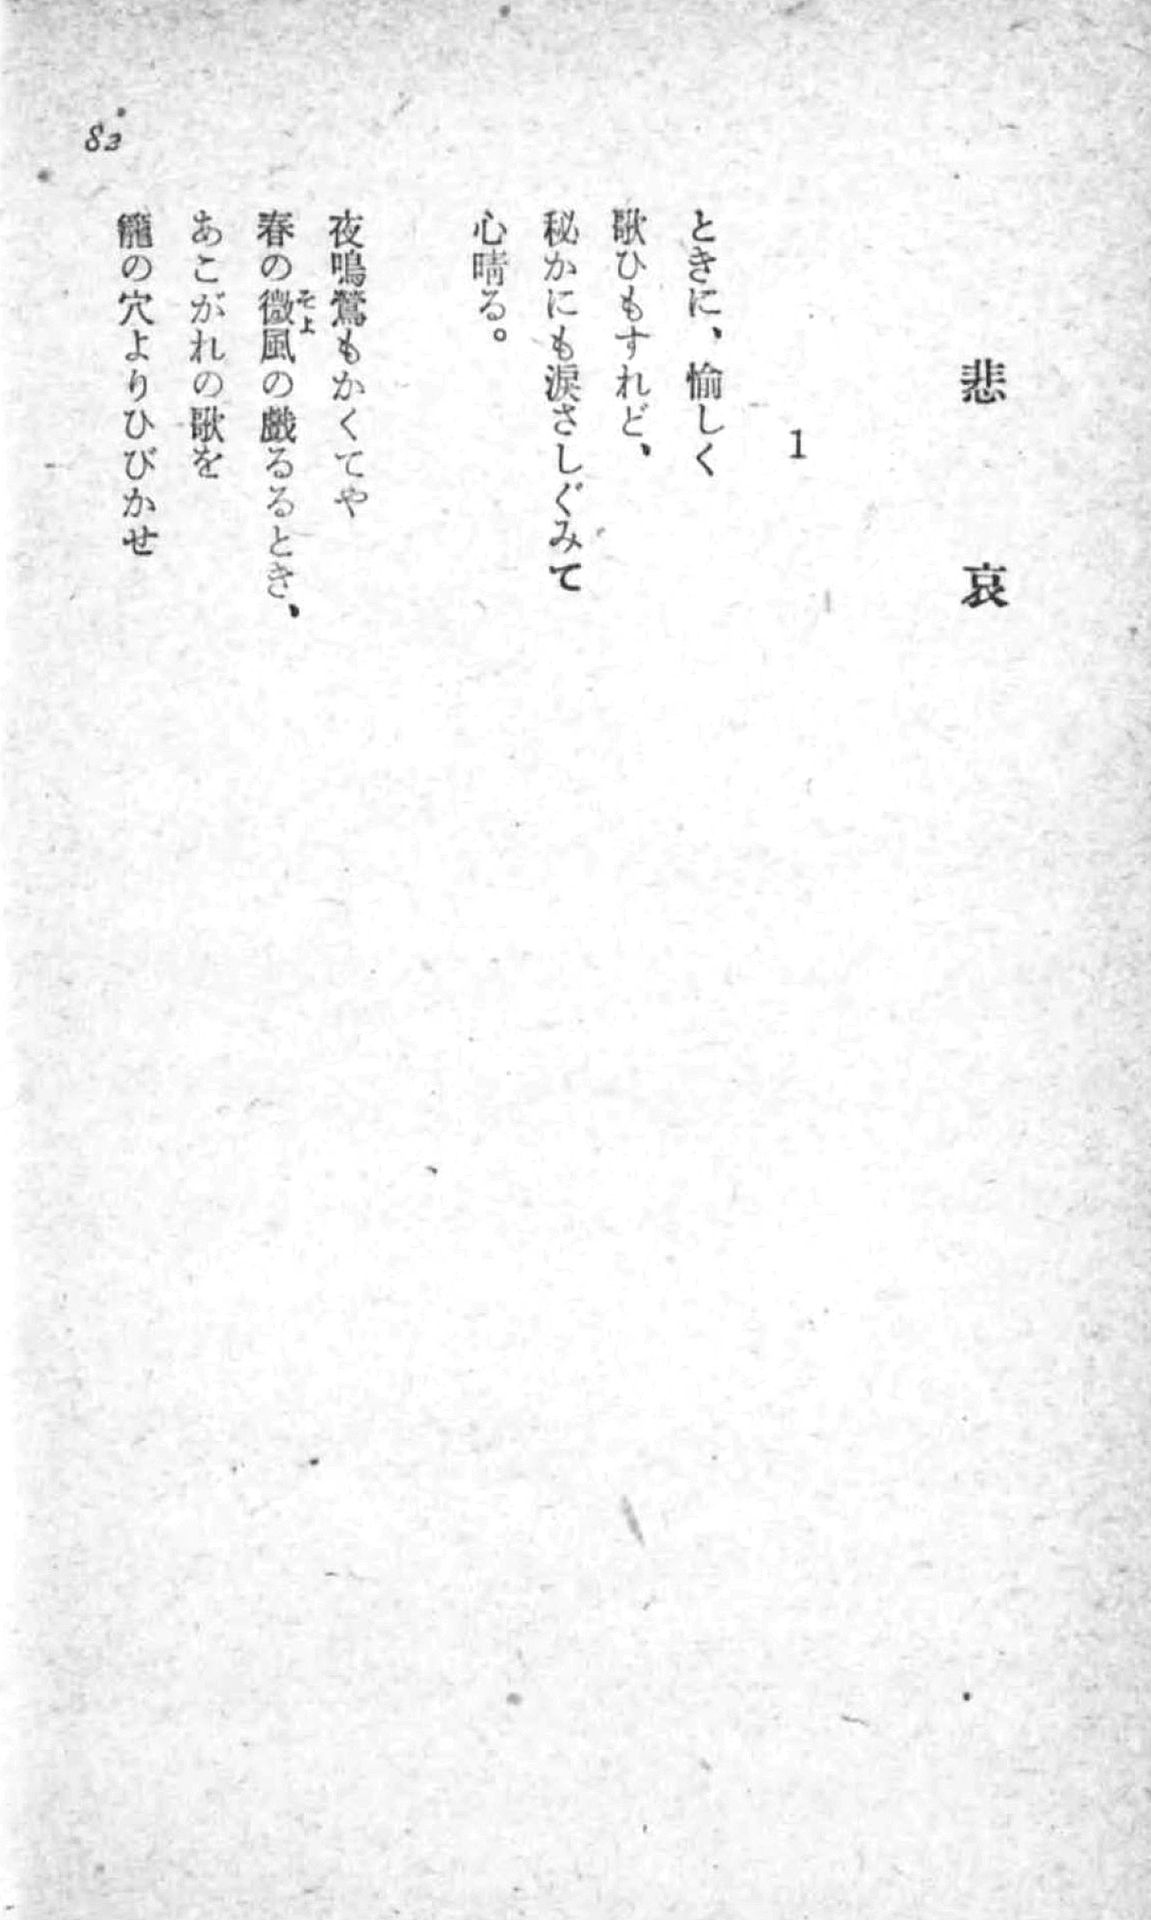 悲哀
1
ときに、愉しく
歌ひもすれど、
秘かにも涙さしぐみて
心晴る。
夜鳴鶯もかくてや
春の微風の戯るるとき、
そよ
あこがれの歌を
籠の穴よりひびかせ
82